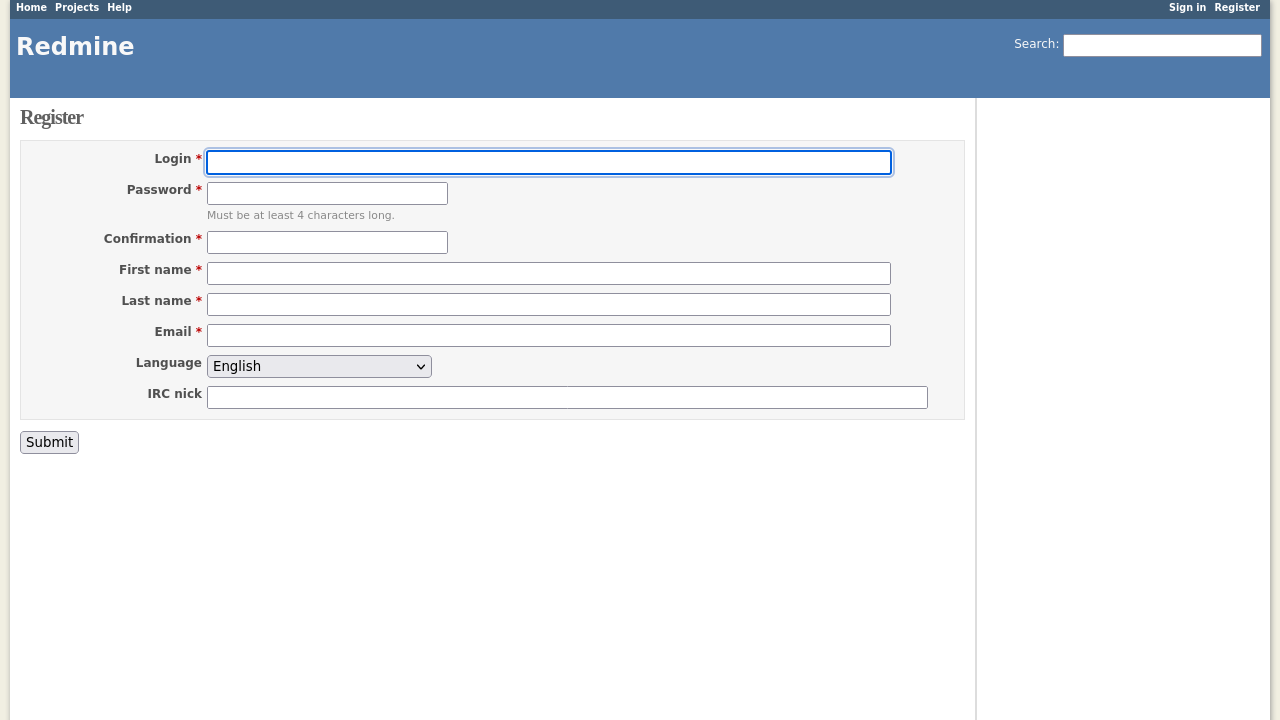 Home Projects Help Sign in Register
Redmine
Search:
Register
Login *
Password *
Must be at least 4 characters long.
Confirmation *
First name *
Last name *
Email *
Language English
IRC nick
Submit